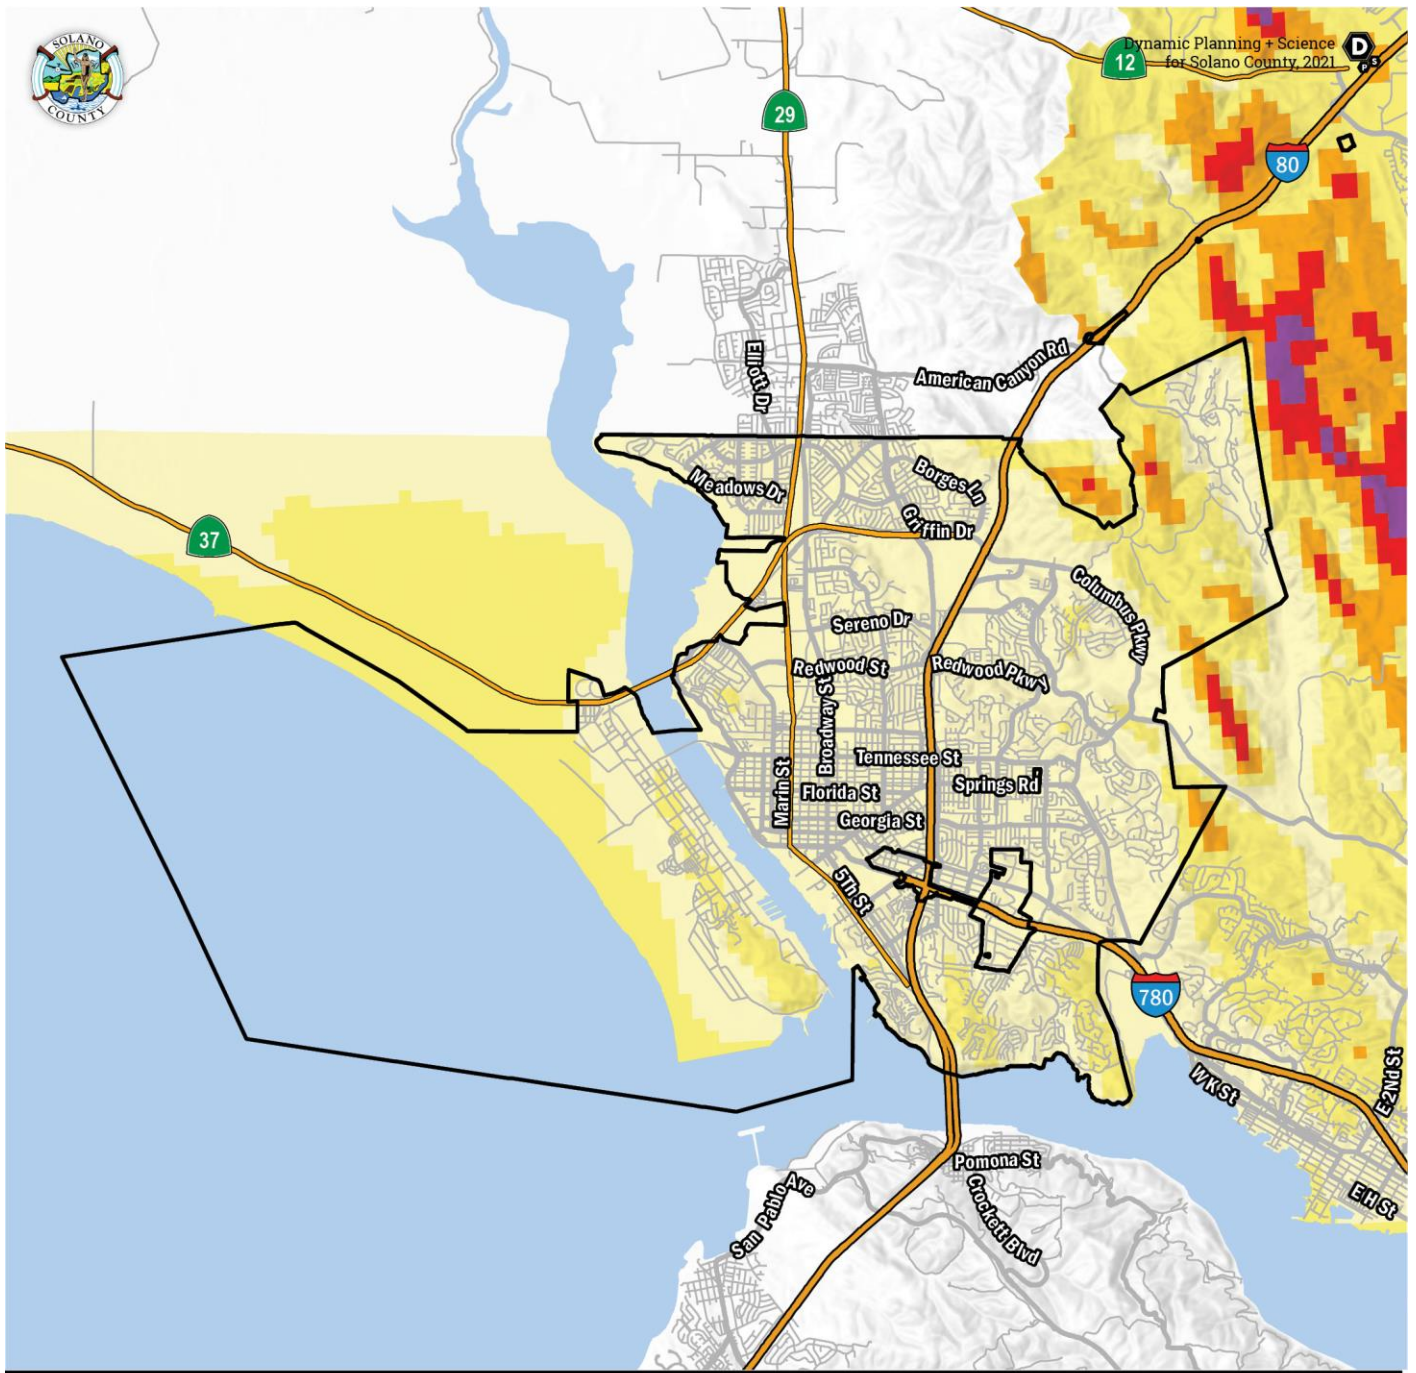 SOLANO
COUNTY
Dynamic Planning + Science
for Solano County, 2021
D
P S
12
29
80
Elliott Dr
American Canyon Rd
Meadows Dr
Borges Ln
Griffin Dr
37
Columbus Pkwy
Sereno Dr
Redwood St
Redwood Pkwy
Broadway St
Tennessee St
Marin St
Florida St
Springs Rd
Georgia St
5Th St
780
W K St
E 2Nd St
Pomona St
San Pablo Ave
Crockett Blvd
E H St